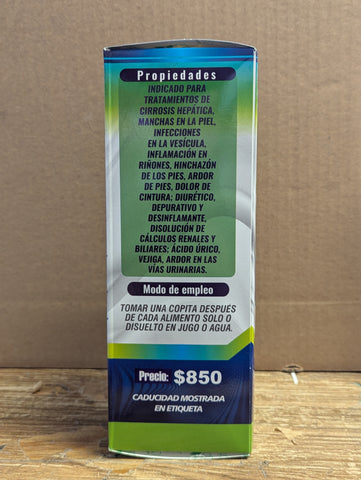 Propiedades
INDICADO PARA
TRATAMIENTOS DE
CIRROSIS HEPÁTICA,
MANCHAS EN LA PIEL,
INFECCIONES
EN LA VESÍCULA,
INFLAMACIÓN EN
RIÑONES, HINCHAZÓN
DE LOS PIES, ARDOR
DE PIES, DOLOR DE
CINTURA; DIURÉTICO,
DEPURATIVO Y
DESINFLAMANTE,
DISOLUCIÓN DE
CÁLCULOS RENALES Y
BILIARES; ÁCIDO ÚRICO,
VEJIGA, ARDOR EN LAS
VÍAS URINARIAS.
Modo de empleo
TOMAR UNA COPITA DESPUÉS
DE CADA ALIMENTO SOLO O
DISUELTO EN JUGO O AGUA.
Precio: $850
CADUCIDAD MOSTRADA
EN ETIQUETA